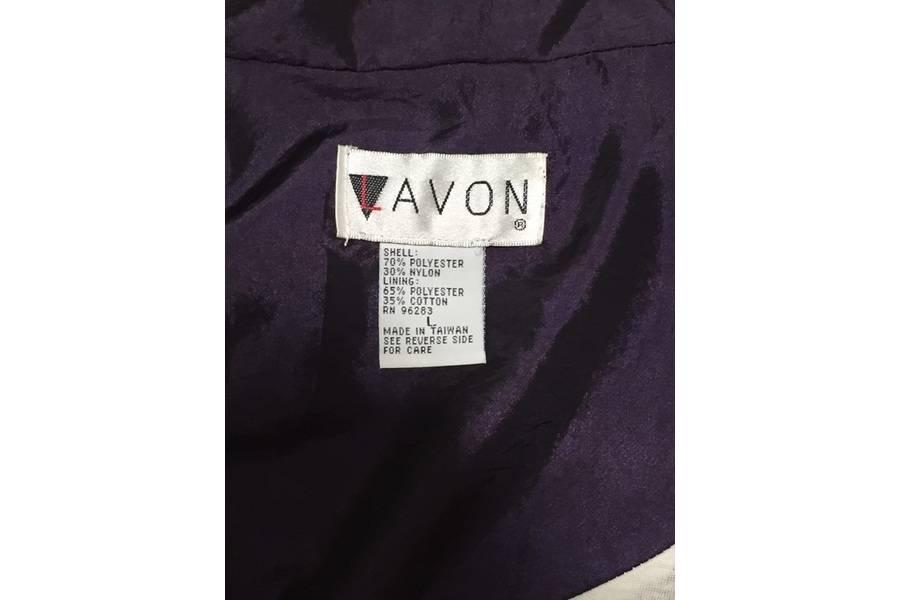 LAVON
®
SHELL:
70% POLYESTER
30% NYLON
LINING:
65% POLYESTER
35% COTTON
RN 96283
L
MADE IN TAIWAN
SEE REVERSE SIDE
FOR CARE